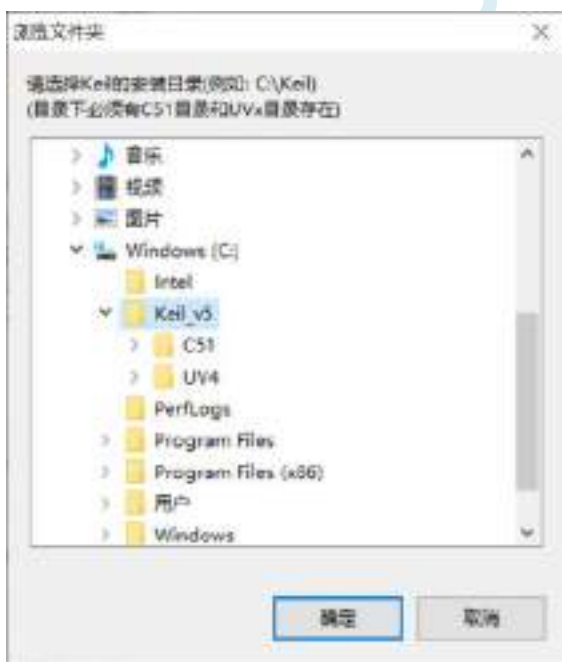 浏览文件夹
请选择Keil的安装目录(例如: C:\Keil)
(目录下必须有C51目录和UVx目录存在)
音乐
视频
图片
Windows (C:)
Intel
Keil_v5
C51
UV4
PerfLogs
Program Files
Program Files (x86)
用户
Windows
确定
取消